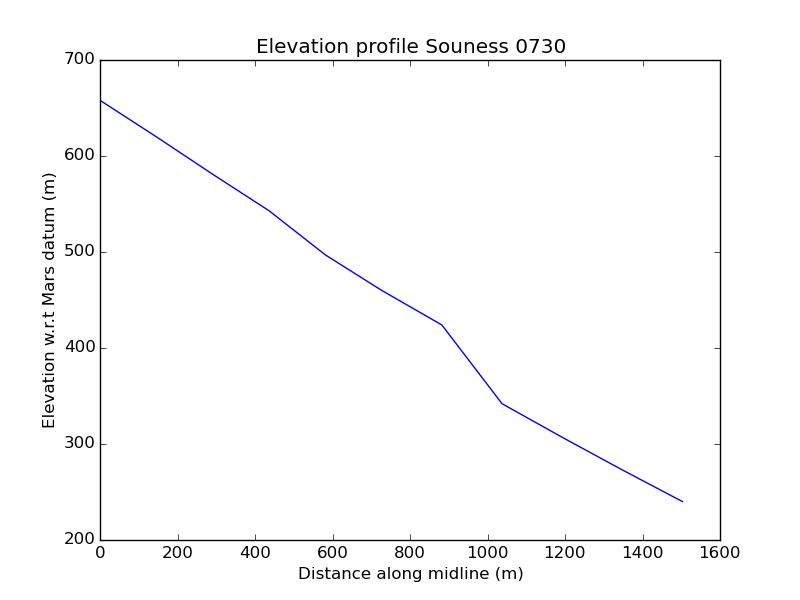 Elevation profile Souness 0730
700
600
500
400
300
200
Elevation w.r.t Mars datum (m)
0 200 400 600 800 1000 1200 1400 1600
Distance along midline (m)